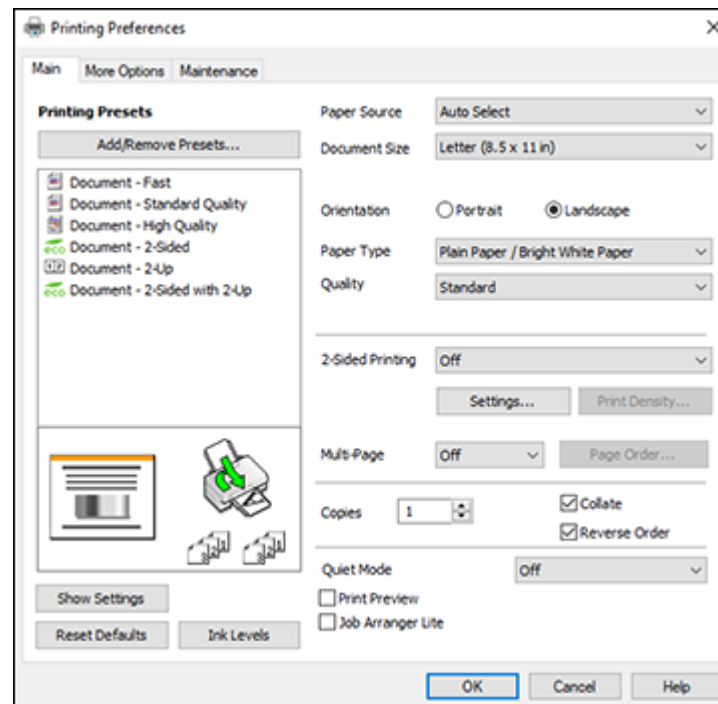 Printing Preferences
Main More Options Maintenance
Printing Presets
Add/Remove Presets...
Document - Fast
Document - Standard Quality
Document - High Quality
eco Document - 2-Sided
1 2 Document - 2-Up
eco Document - 2-Sided with 2-Up
Show Settings
Reset Defaults Ink Levels
Paper Source Auto Select
Document Size Letter (8.5 x 11 in)
Orientation Portrait Landscape
Paper Type Plain Paper / Bright White Paper
Quality Standard
2-Sided Printing Off
Settings... Print Density...
Multi-Page Off Page Order...
Copies 1 Collate
Reverse Order
Quiet Mode Off
Print Preview
Job Arranger Lite
OK Cancel Help